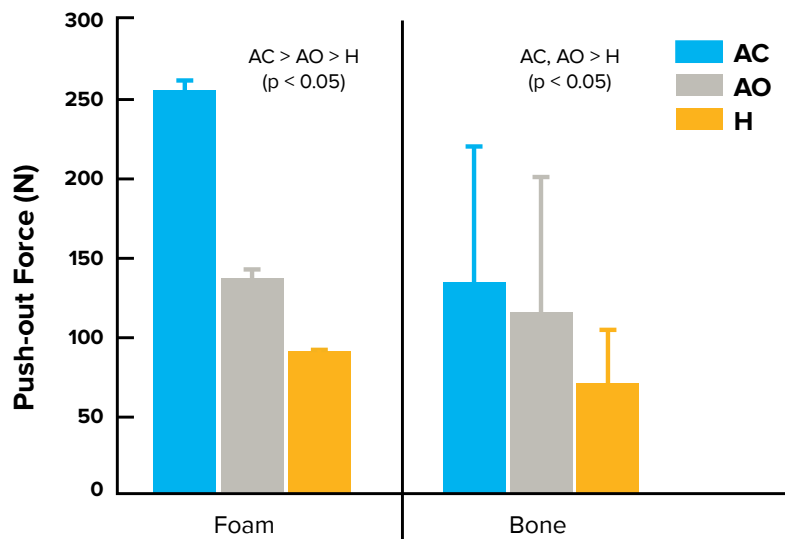 300
250
200
150
100
50
0
Push-out Force (N)
AC > AO > H
(p < 0.05)
AC, AO > H
(p < 0.05)
AC
AO
H
Foam
Bone